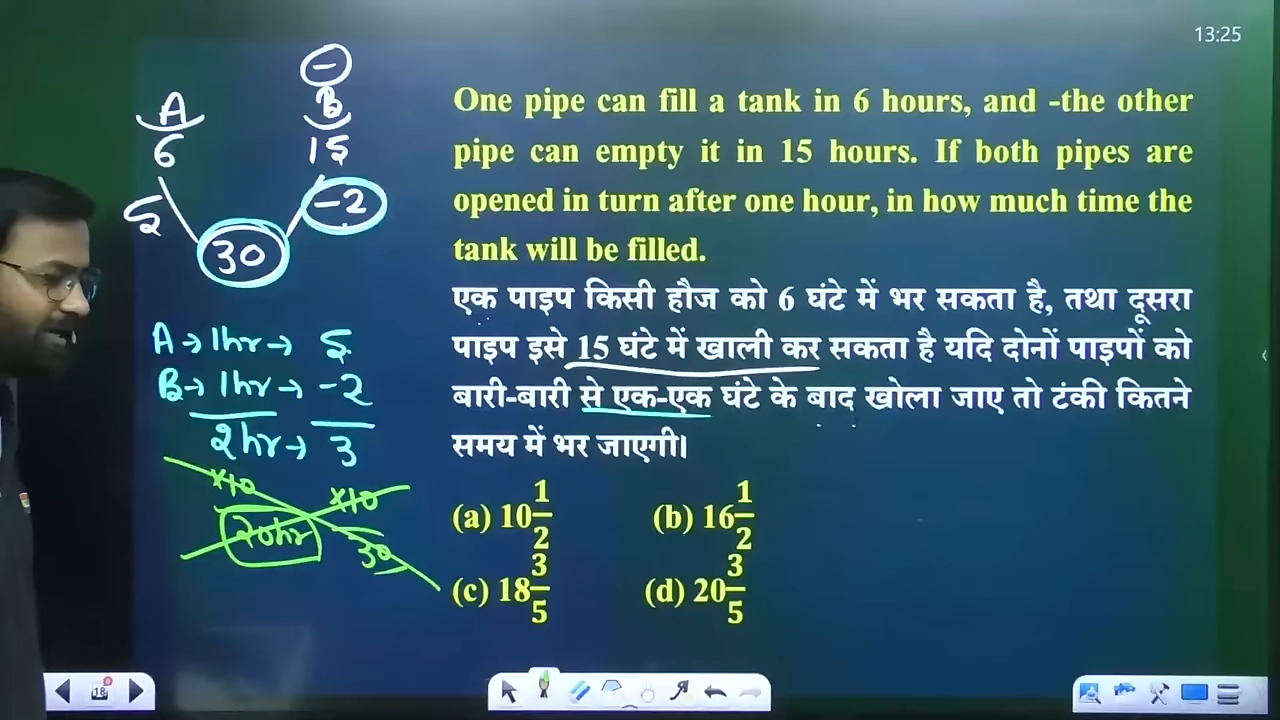 13:25
A
6
5
−
B
15
−2
30
One pipe can fill a tank in 6 hours, and -the other
pipe can empty it in 15 hours. If both pipes are
opened in turn after one hour, in how much time the
tank will be filled.
एक पाइप किसी हौज को 6 घंटे में भर सकता है, तथा दूसरा
पाइप इसे 15 घंटे में खाली कर सकता है यदि दोनों पाइपों को
बारी-बारी से एक-एक घंटे के बाद खोला जाए तो टंकी कितने
समय में भर जाएगी।
(a) 10 1/2
(b) 16 1/2
(c) 18 3/5
(d) 20 3/5
A → 1hr → 5
B → 1hr → -2
2hr → 3
×10 ×10
20hr 30
18